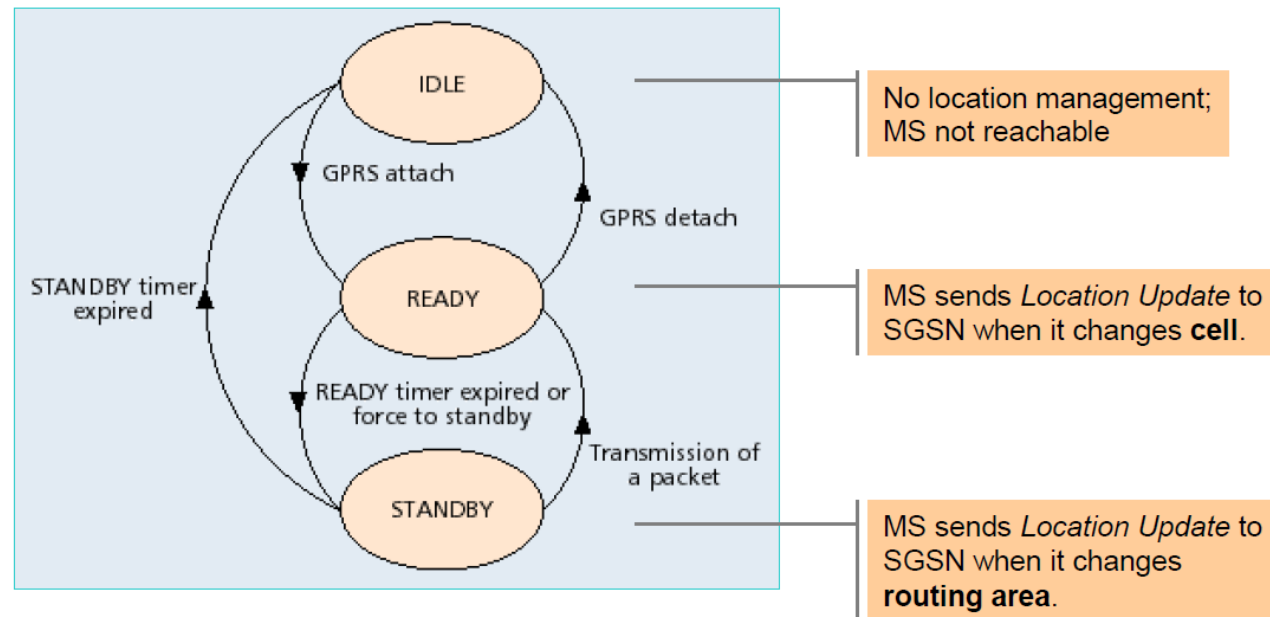 IDLE
No location management;
MS not reachable
GPRS attach
GPRS detach
STANDBY timer
expired
READY
MS sends Location Update to
SGSN when it changes cell.
READY timer expired or
force to standby
Transmission of
a packet
STANDBY
MS sends Location Update to
SGSN when it changes
routing area.